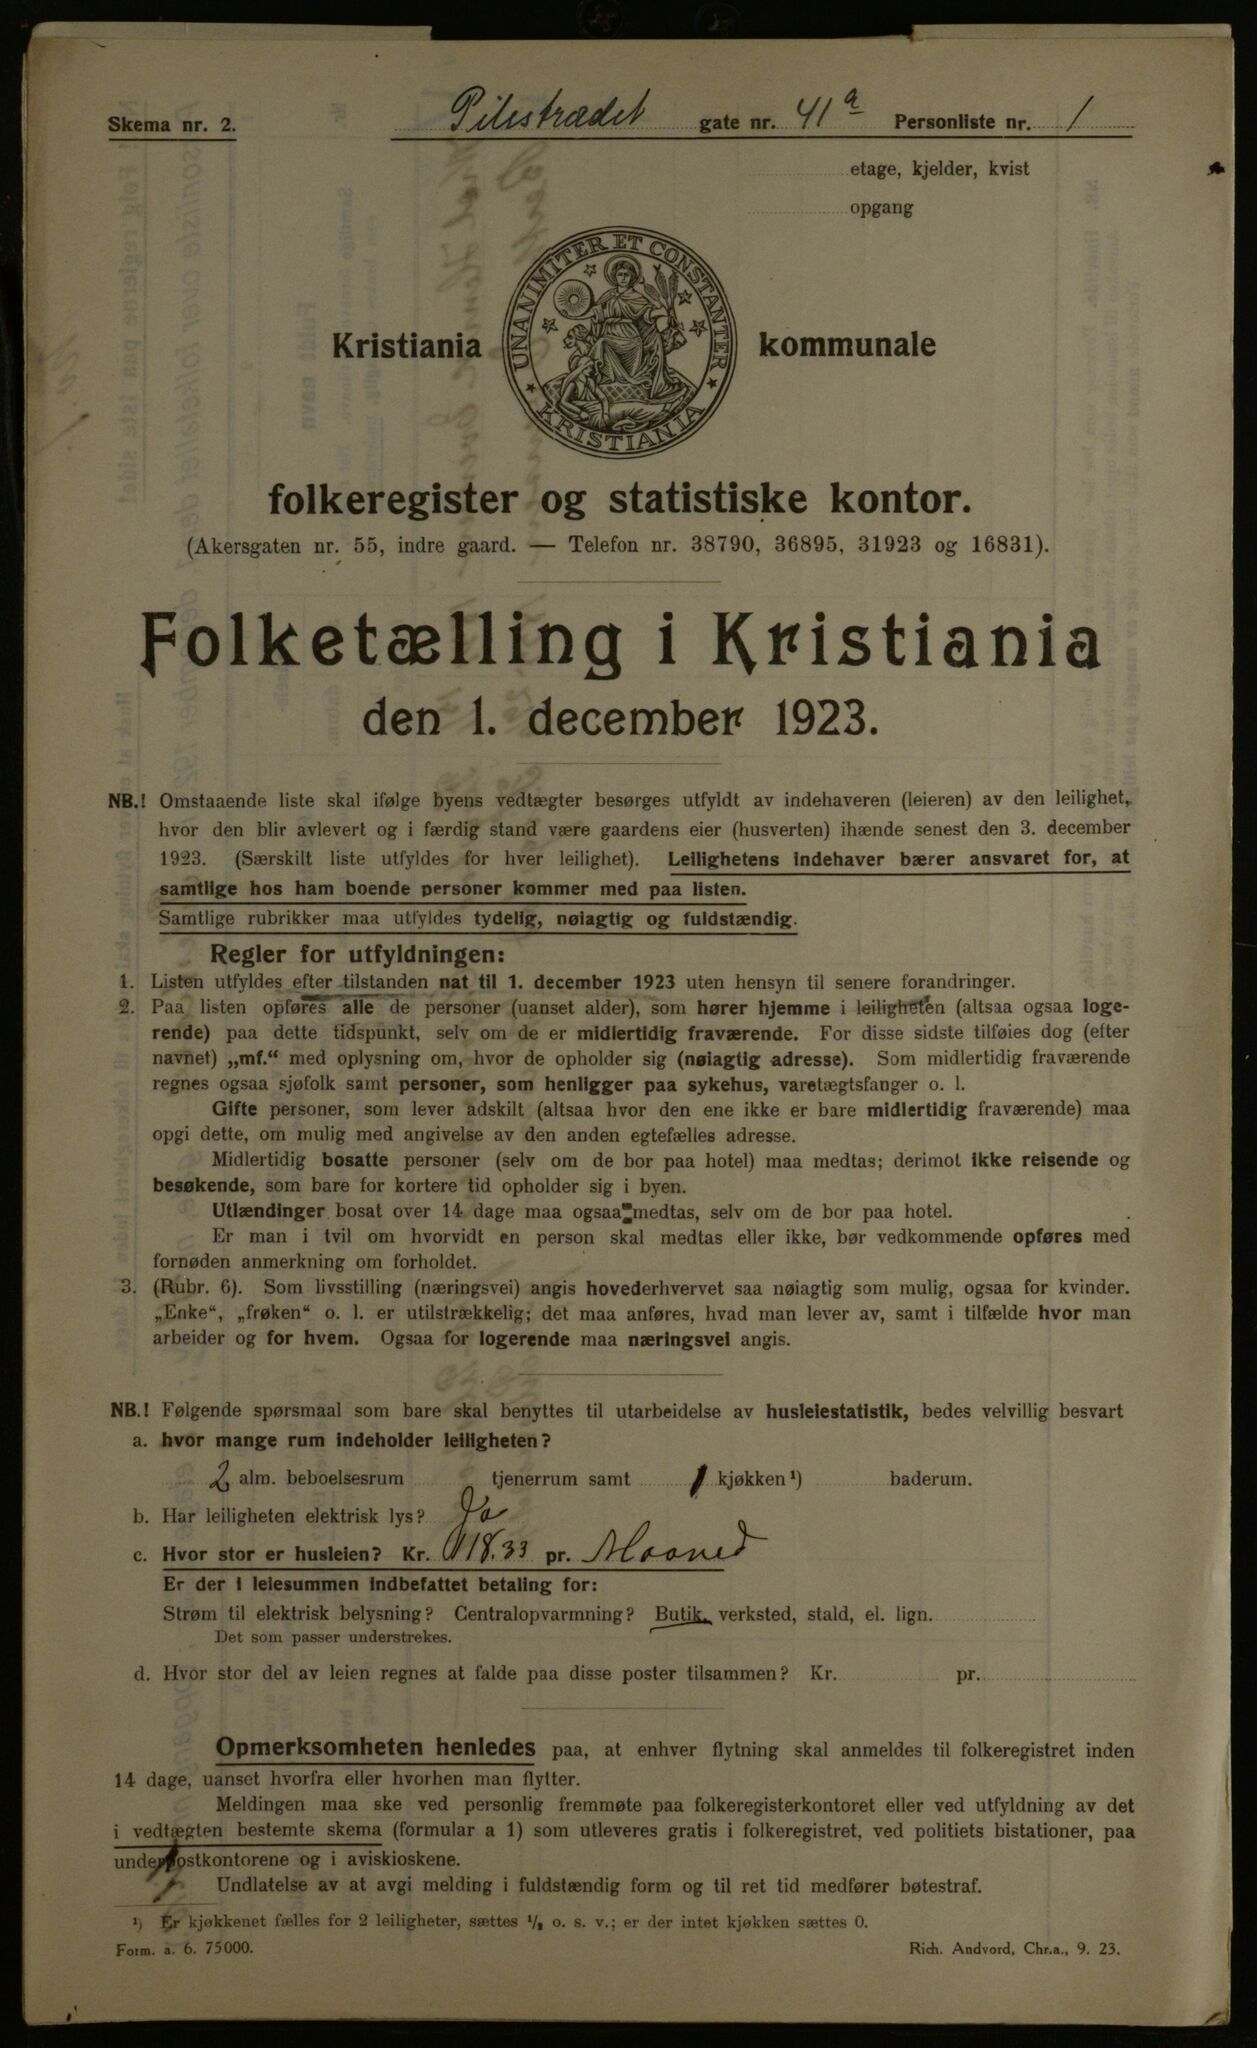 Skema nr. 2.
Pilestrædet gate nr. 41a Personliste nr. 1
etage, kjelder, kvist
opgang
UNANIMITER ET CONSTANTER
KRISTIANIA
Kristiania kommunale
folkeregister og statistiske kontor.
(Akersgaten nr. 55, indre gaard. — Telefon nr. 38790, 36895, 31923 og 16831).
Folketælling i Kristiania
den 1. december 1923.
NB.! Omstaaende liste skal ifølge byens vedtægter besørges utfyldt av indehaveren (leieren) av den leilighet,
hvor den blir avlevert og i færdig stand være gaardens eier (husverten) ihænde senest den 3. december
1923. (Særskilt liste utfyldes for hver leilighet). Leilighetens indehaver bærer ansvaret for, at
samtlige hos ham boende personer kommer med paa listen.
Samtlige rubrikker maa utfyldes tydelig, nøiagtig og fuldstændig.
Regler for utfyldningen:
1. Listen utfyldes efter tilstanden nat til 1. december 1923 uten hensyn til senere forandringer.
2. Paa listen opføres alle de personer (uanset alder), som hører hjemme i leiligheten (altsaa ogsaa loge-
rende) paa dette tidspunkt, selv om de er midlertidig fraværende. For disse sidste tilføies dog (efter
navnet) „mf.“ med oplysning om, hvor de opholder sig (nøiagtig adresse). Som midlertidig fraværende
regnes ogsaa sjøfolk samt personer, som henligger paa sykehus, varetægtsfanger o. l.
Gifte personer, som lever adskilt (altsaa hvor den ene ikke er bare midlertidig fraværende) maa
opgi dette, om mulig med angivelse av den anden egtefælles adresse.
Midlertidig bosatte personer (selv om de bor paa hotel) maa medtas; derimot ikke reisende og
besøkende, som bare for kortere tid opholder sig i byen.
Utlændinger bosat over 14 dage maa ogsaa medtas, selv om de bor paa hotel.
Er man i tvil om hvorvidt en person skal medtas eller ikke, bør vedkommende opføres med
fornøden anmerkning om forholdet.
3. (Rubr. 6). Som livsstilling (næringsvei) angis hovederhvervet saa nøiagtig som mulig, ogsaa for kvinder.
„Enke“, „frøken“ o. l. er utilstrækkelig; det maa anføres, hvad man lever av, samt i tilfælde hvor man
arbeider og for hvem. Ogsaa for logerende maa næringsvei angis.
NB.! Følgende spørsmaal som bare skal benyttes til utarbeidelse av husleiestatistik, bedes velvillig besvart
a. hvor mange rum indeholder leiligheten?
2 alm. beboelsesrum tjenerrum samt 1 kjøkken¹) baderum.
b. Har leiligheten elektrisk lys? Ja
c. Hvor stor er husleien? Kr. 118.33 pr. Maaned
Er der i leiesummen indbefattet betaling for:
Strøm til elektrisk belysning? Centralopvarmning? Butik, verksted, stald, el. lign.
Det som passer understrekes.
d. Hvor stor del av leien regnes at falde paa disse poster tilsammen? Kr. pr.
Opmerksomheten henledes paa, at enhver flytning skal anmeldes til folkeregistret inden
14 dage, uanset hvorfra eller hvorhen man flytter.
Meldingen maa ske ved personlig fremmøte paa folkeregisterkontoret eller ved utfyldning av det
i vedtægten bestemte skema (formular a 1) som utleveres gratis i folkeregistret, ved politiets bistationer, paa
underpostkontorene og i aviskioskene.
Undlatelse av at avgi melding i fuldstændig form og til ret tid medfører bøtestraf.
¹) Er kjøkkenet fælles for 2 leiligheter, sættes ½ o. s. v.; er der intet kjøkken sættes 0.
Form. a. 6. 75000. Rich. Andvord, Chr.a., 9. 23.